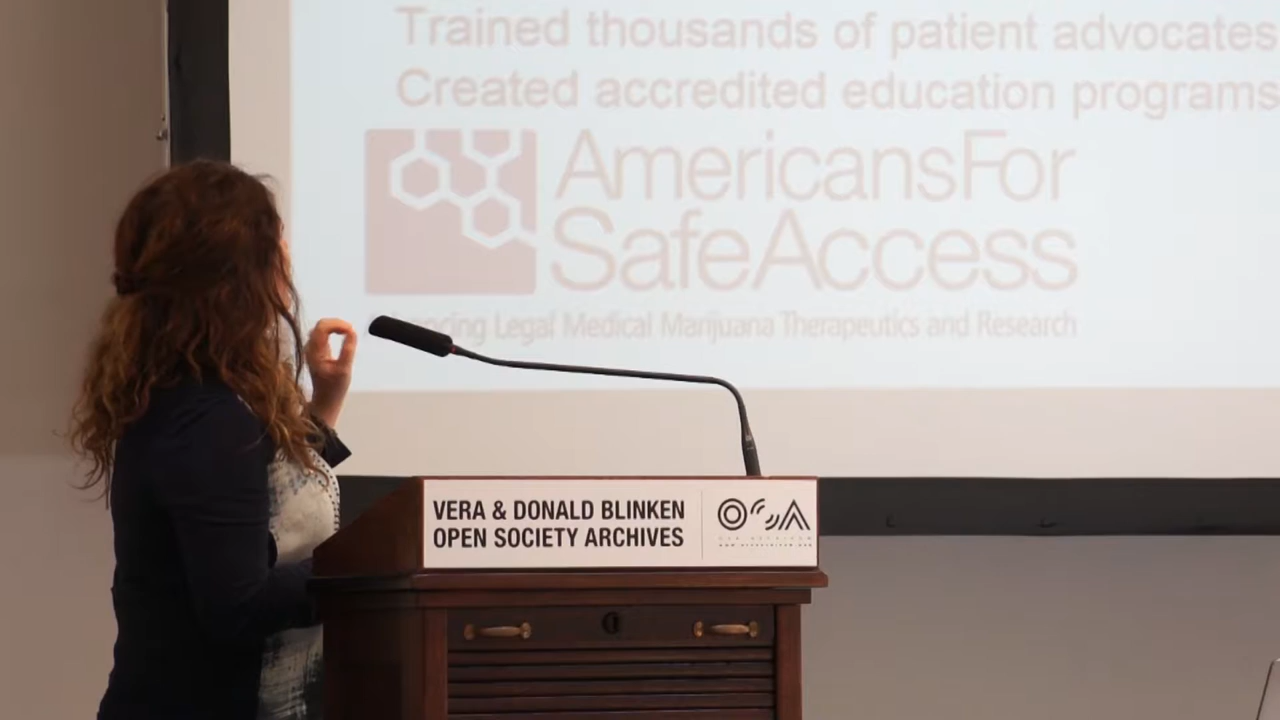 Trained thousands of patient advocates
Created accredited education programs
AmericansFor
SafeAccess
Legal Medical Marijuana Therapeutics and Research
VERA & DONALD BLINKEN
OPEN SOCIETY ARCHIVES
OSA